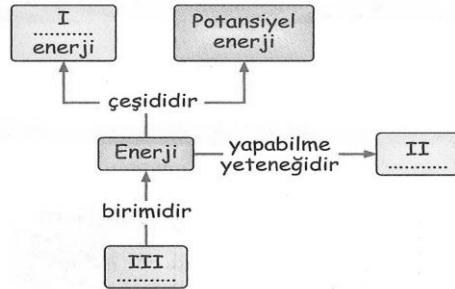 I
............
enerji
Potansiyel
enerji
çeşididir
Enerji
yapabilme
yeteneğidir
II
............
birimidir
III
............